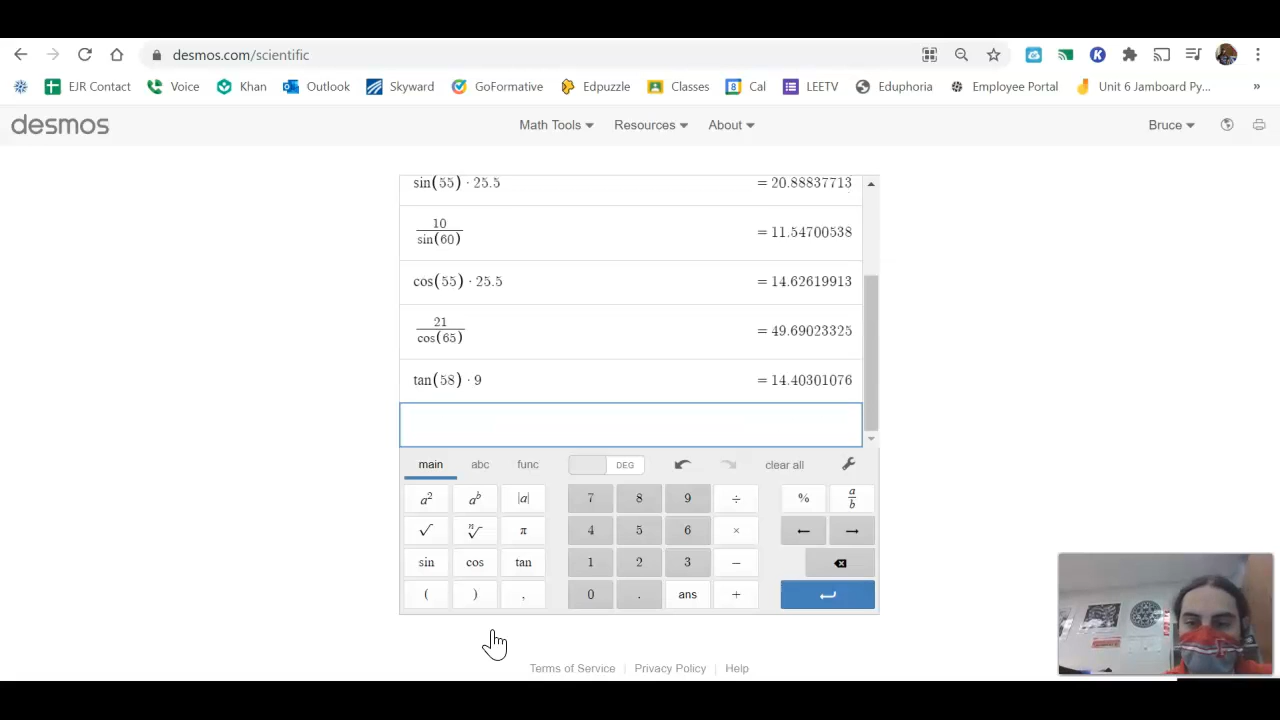 desmos.com/scientific
EJR Contact Voice Khan Outlook Skyward GoFormative Edpuzzle Classes 8 Cal LEETV Eduphoria Employee Portal Unit 6 Jamboard Py... »
desmos Math Tools Resources About Bruce
sin(55) · 25.5 = 20.88837713
10/sin(60) = 11.54700538
cos(55) · 25.5 = 14.62619913
21/cos(65) = 49.69023325
tan(58) · 9 = 14.40301076
main abc func DEG clear all
a² aᵇ |a| 7 8 9 ÷ % a/b
√ ⁿ√ π 4 5 6 × ← →
sin cos tan 1 2 3 −
( ) , 0 . ans +
Terms of Service | Privacy Policy | Help